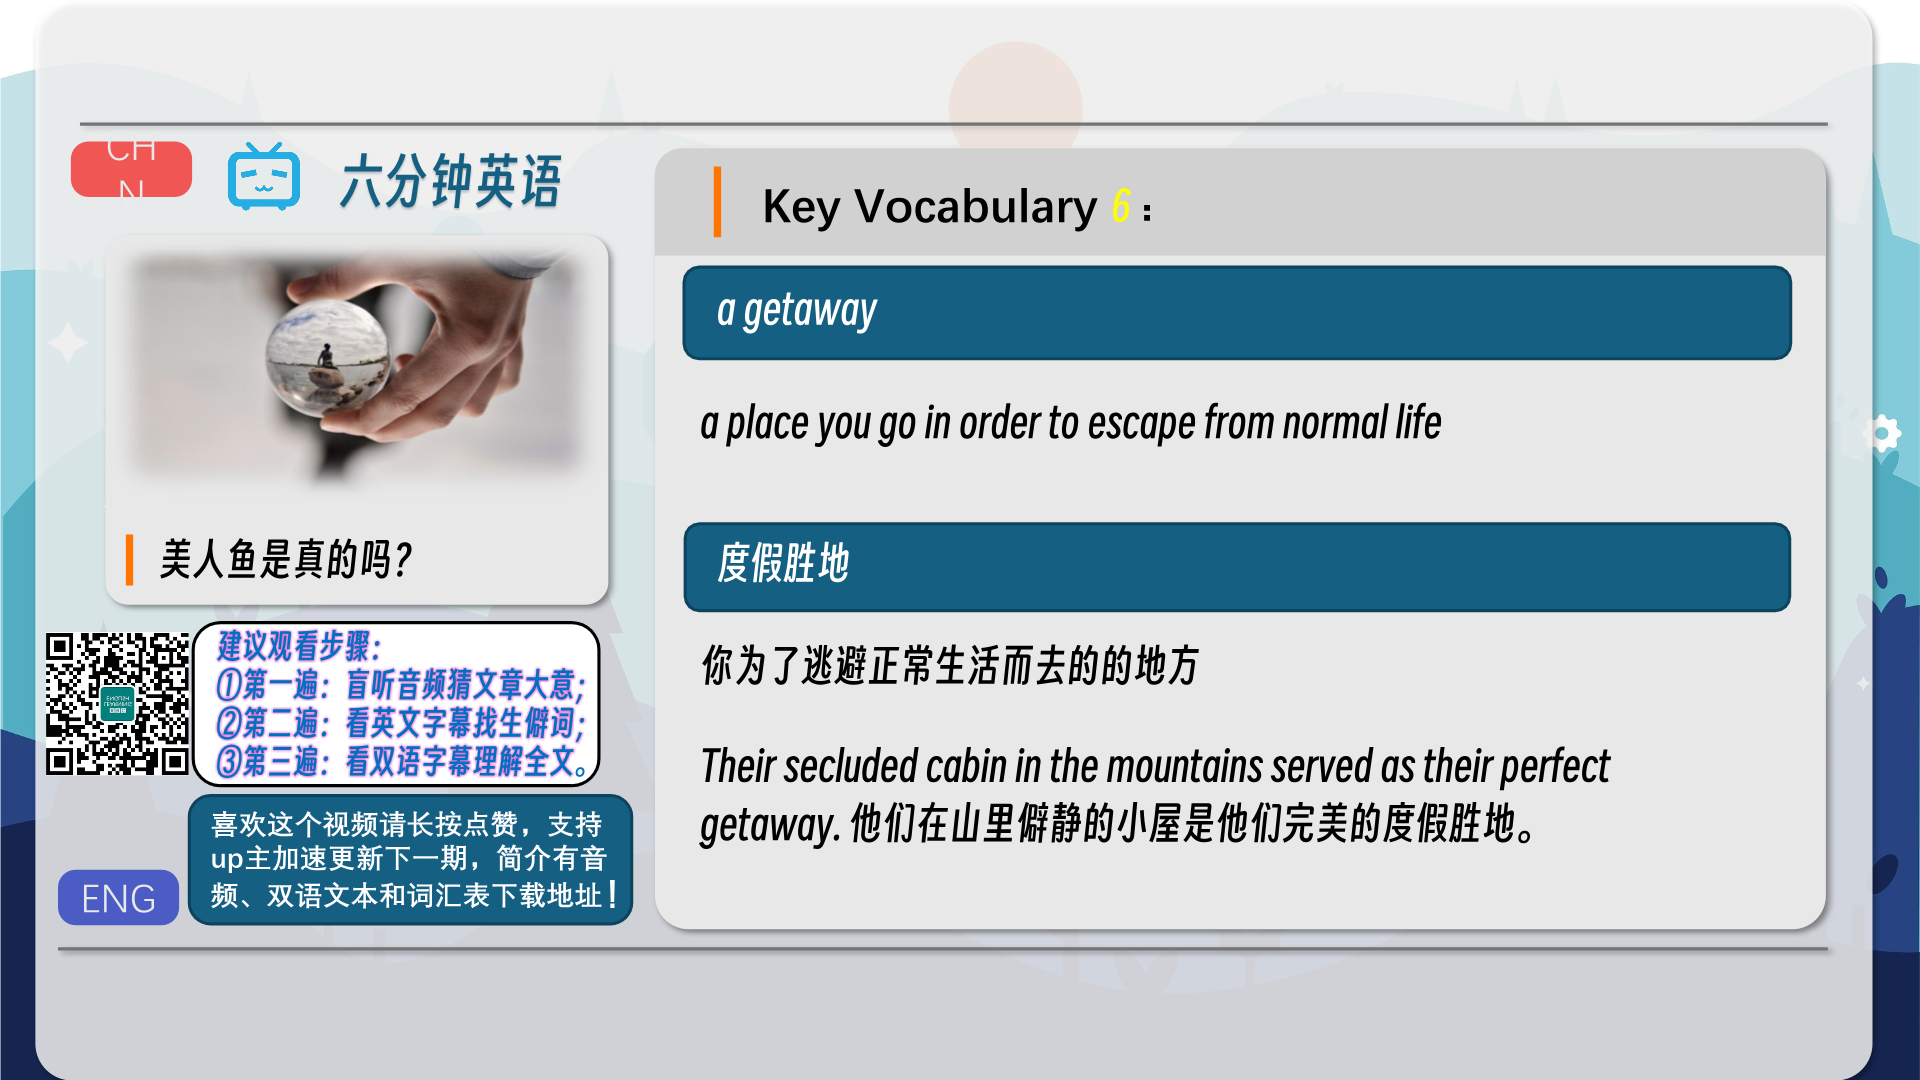 CH
N
六分钟英语
美人鱼是真的吗？
建议观看步骤：
①第一遍：盲听音频猜文章大意；
②第二遍：看英文字幕找生僻词；
③第三遍：看双语字幕理解全文。
喜欢这个视频请长按点赞，支持
up主加速更新下一期，简介有音
频、双语文本和词汇表下载地址！
ENG
Key Vocabulary 6：
a getaway
a place you go in order to escape from normal life
度假胜地
你为了逃避正常生活而去的的地方
Their secluded cabin in the mountains served as their perfect
getaway. 他们在山里僻静的小屋是他们完美的度假胜地。